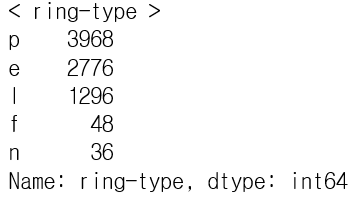 < ring-type >
p    3968
e    2776
l    1296
f      48
n      36
Name: ring-type, dtype: int64